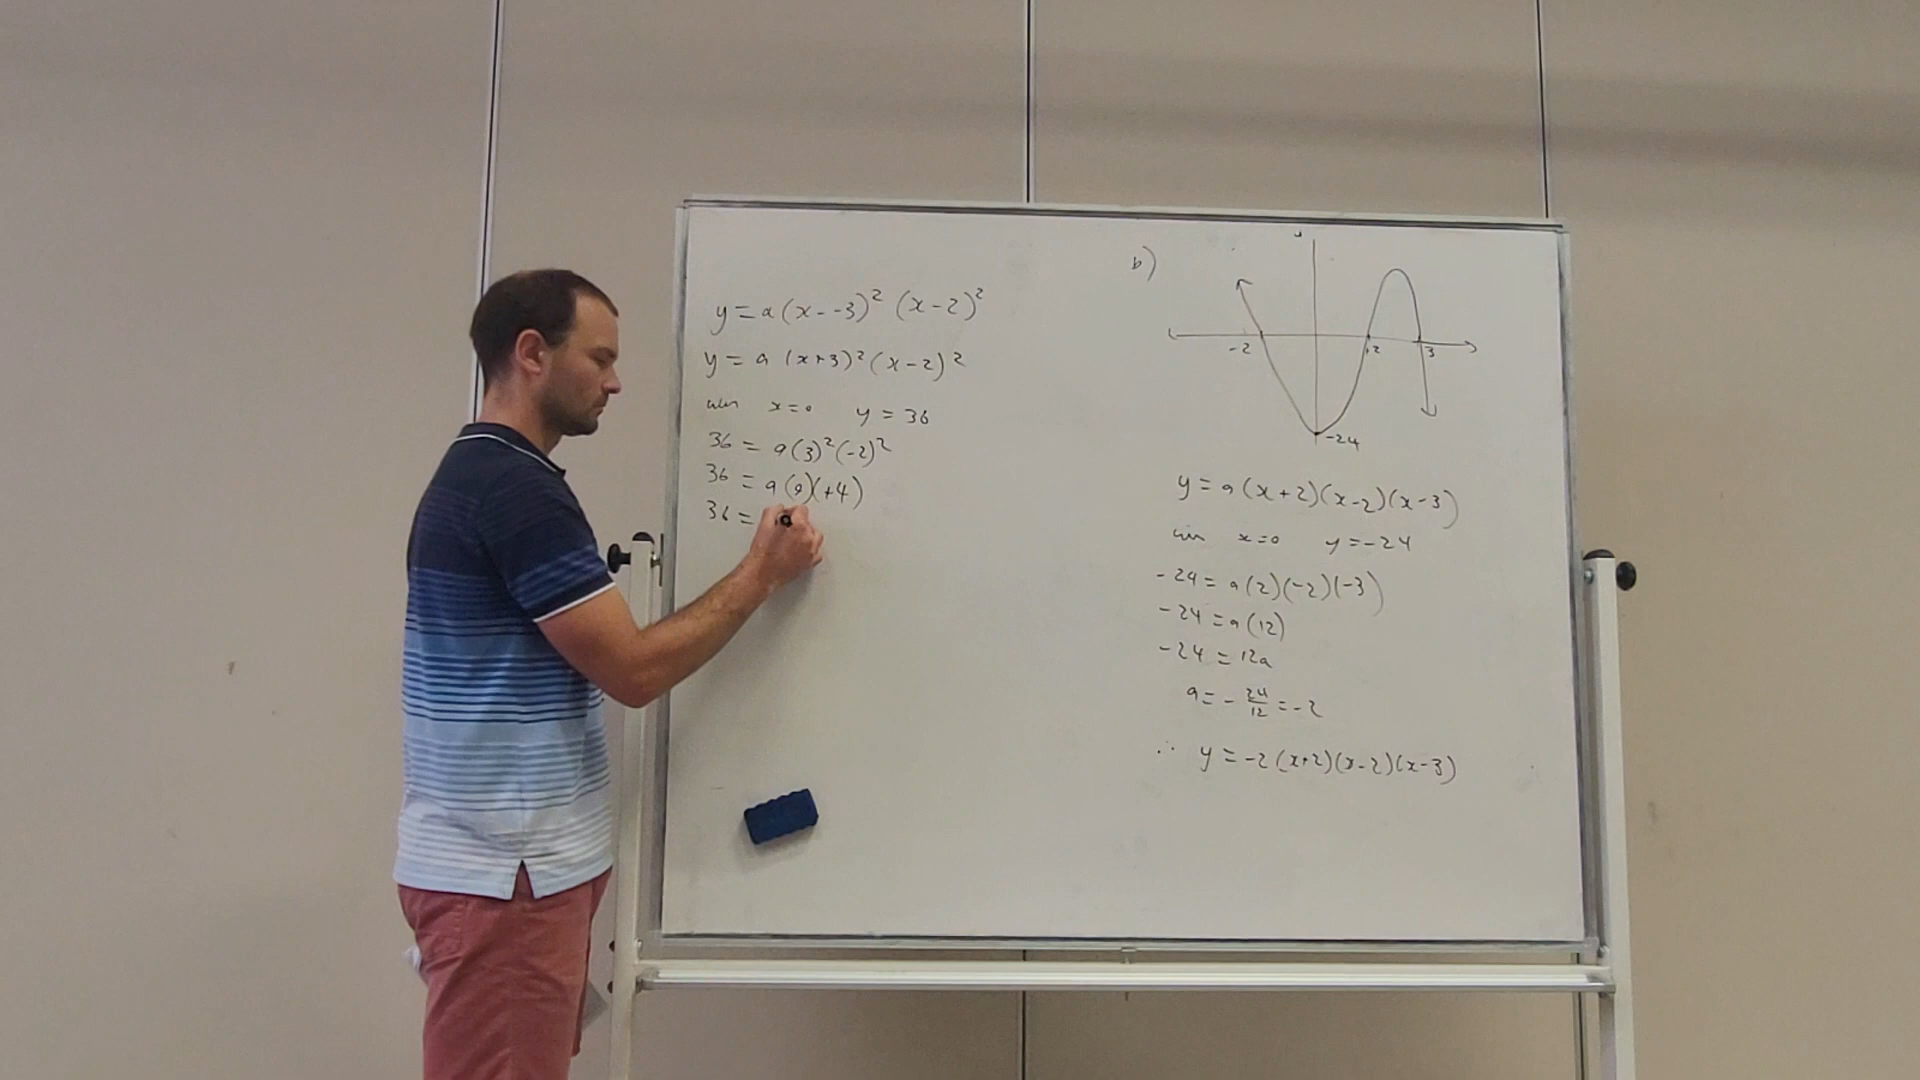 y = a(x--3)² (x-2)²
y = a (x+3)²(x-2)²
when x=0 y = 36
36 = a(3)²(-2)²
36 = a(9)(+4)
36 =
b)
-2 2 3
-24
y = a(x+2)(x-2)(x-3)
when x=0 y=-24
-24 = a(2)(-2)(-3)
-24 = a(12)
-24 = 12a
a = - 24/12 = -2
∴ y = -2(x+2)(x-2)(x-3)